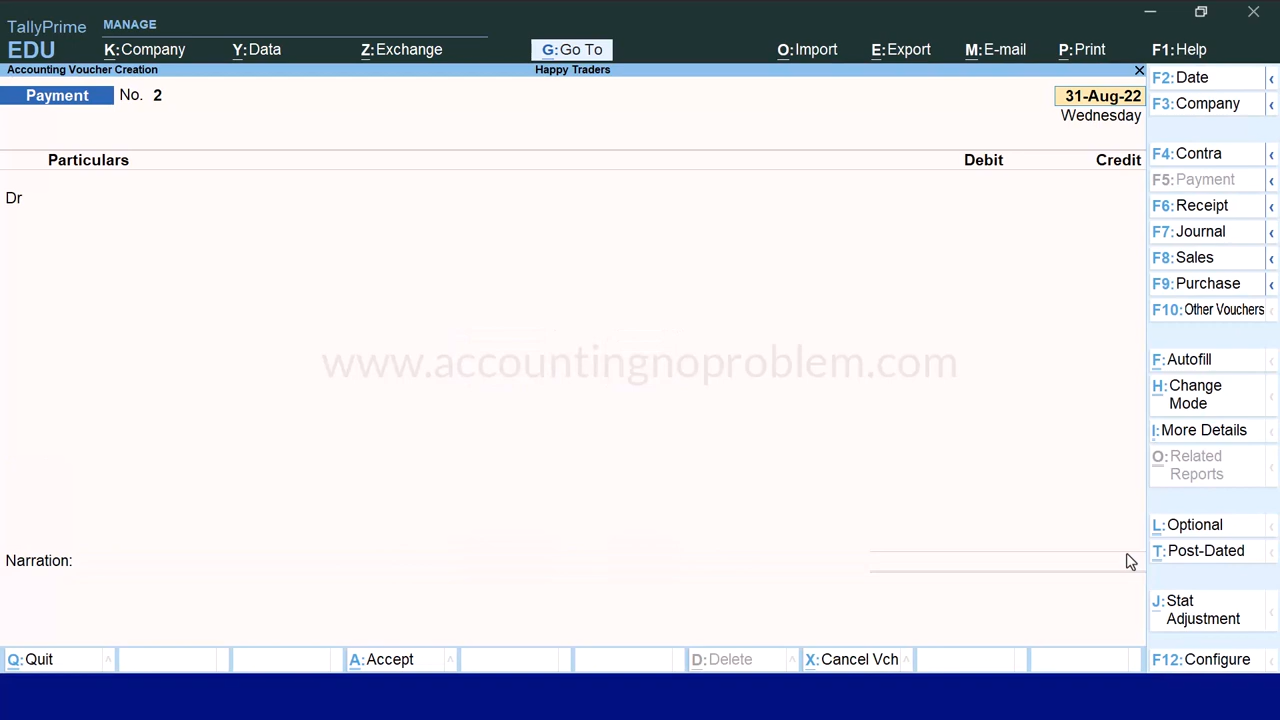 TallyPrime MANAGE
EDU K:Company Y:Data Z:Exchange G:Go To O:Import E:Export M:E-mail P:Print F1:Help
Accounting Voucher Creation Happy Traders
Payment No. 2 31-Aug-22
Wednesday
Particulars Debit Credit
Dr
www.accountingnoproblem.com
Narration:
F2:Date
F3:Company
F4:Contra
F5:Payment
F6:Receipt
F7:Journal
F8:Sales
F9:Purchase
F10:Other Vouchers
F:Autofill
H:Change
Mode
I:More Details
O:Related
Reports
L:Optional
T:Post-Dated
J:Stat
Adjustment
Q:Quit A:Accept D:Delete X:Cancel Vch F12:Configure